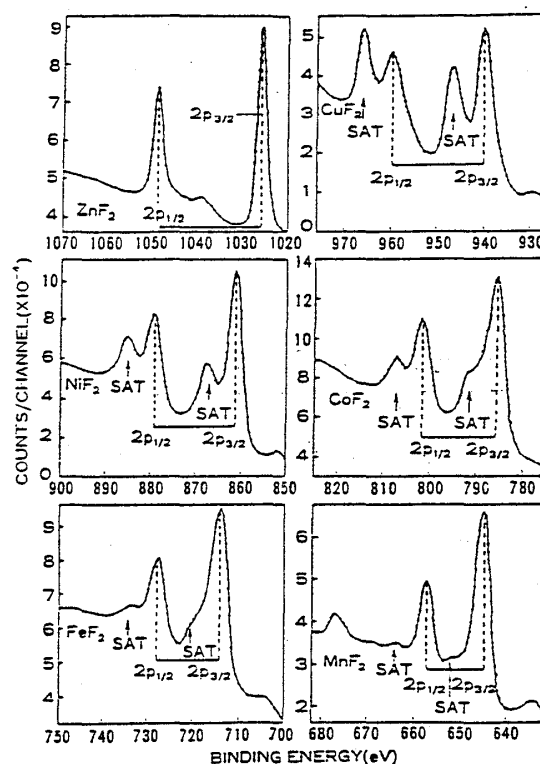 COUNTS/CHANNEL(X10⁻⁴)
9
8
7
6
5
4
2p3/2
2p1/2
ZnF2
1070 1060 1050 1040 1030 1020
5
4
3
2
1
0
CuF2
SAT
SAT
2p1/2 2p3/2
970 960 950 940 930
10
8
6
4
2
0
NiF2
SAT
SAT
2p1/2 2p3/2
900 890 880 870 860 850
14
12
10
8
6
4
CoF2
SAT
SAT
2p1/2 2p3/2
820 810 800 790 780
9
8
7
6
5
4
FeF2
SAT
SAT
2p1/2 2p3/2
750 740 730 720 710 700
6
5
4
3
2
MnF2
SAT
2p1/2 2p3/2
SAT
680 670 660 650 640
BINDING ENERGY(eV)